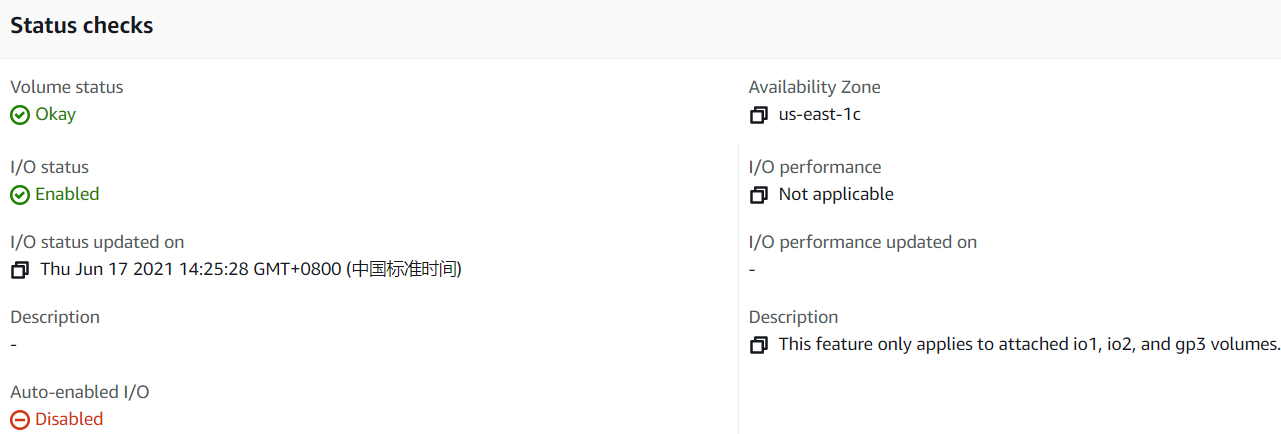 Status checks
Volume status
Okay
Availability Zone
us-east-1c
I/O status
Enabled
I/O performance
Not applicable
I/O status updated on
Thu Jun 17 2021 14:25:28 GMT+0800 (中国标准时间)
I/O performance updated on
-
Description
-
Description
This feature only applies to attached io1, io2, and gp3 volumes.
Auto-enabled I/O
Disabled